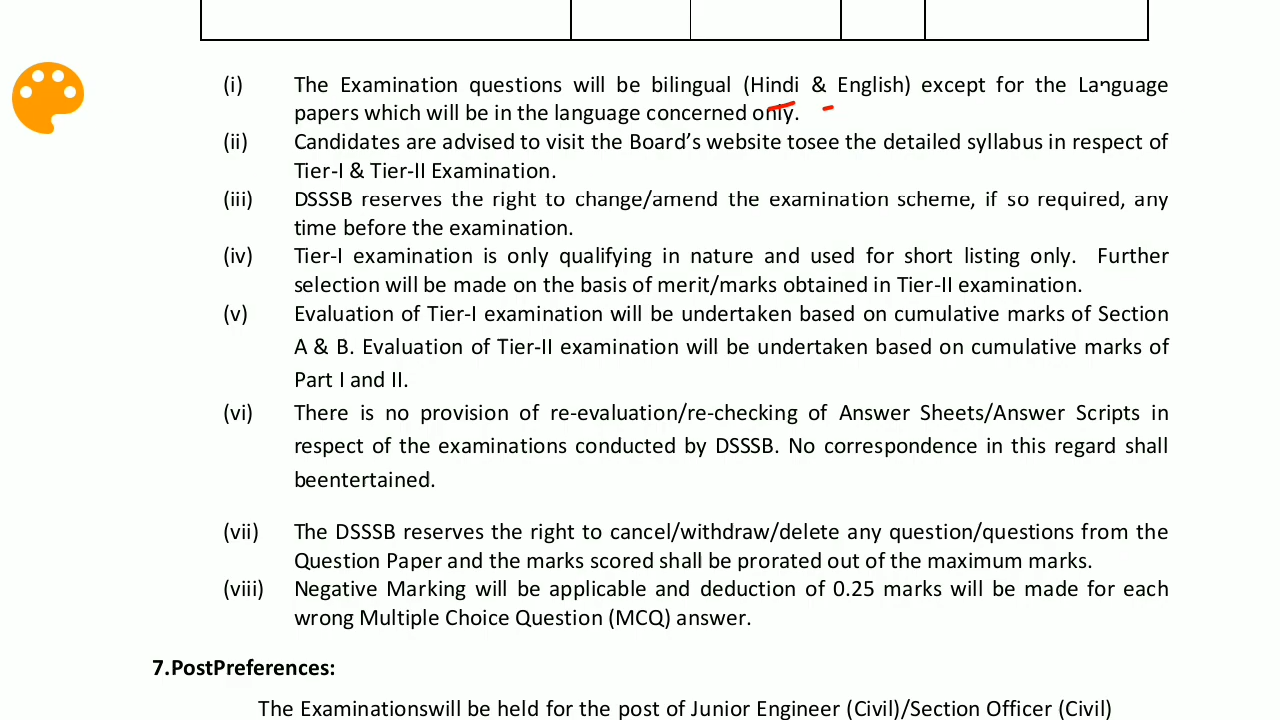 (i) The Examination questions will be bilingual (Hindi & English) except for the Language
papers which will be in the language concerned only.
(ii) Candidates are advised to visit the Board’s website tosee the detailed syllabus in respect of
Tier-I & Tier-II Examination.
(iii) DSSSB reserves the right to change/amend the examination scheme, if so required, any
time before the examination.
(iv) Tier-I examination is only qualifying in nature and used for short listing only. Further
selection will be made on the basis of merit/marks obtained in Tier-II examination.
(v) Evaluation of Tier-I examination will be undertaken based on cumulative marks of Section
A & B. Evaluation of Tier-II examination will be undertaken based on cumulative marks of
Part I and II.
(vi) There is no provision of re-evaluation/re-checking of Answer Sheets/Answer Scripts in
respect of the examinations conducted by DSSSB. No correspondence in this regard shall
beentertained.
(vii) The DSSSB reserves the right to cancel/withdraw/delete any question/questions from the
Question Paper and the marks scored shall be prorated out of the maximum marks.
(viii) Negative Marking will be applicable and deduction of 0.25 marks will be made for each
wrong Multiple Choice Question (MCQ) answer.
7.PostPreferences:
The Examinationswill be held for the post of Junior Engineer (Civil)/Section Officer (Civil)